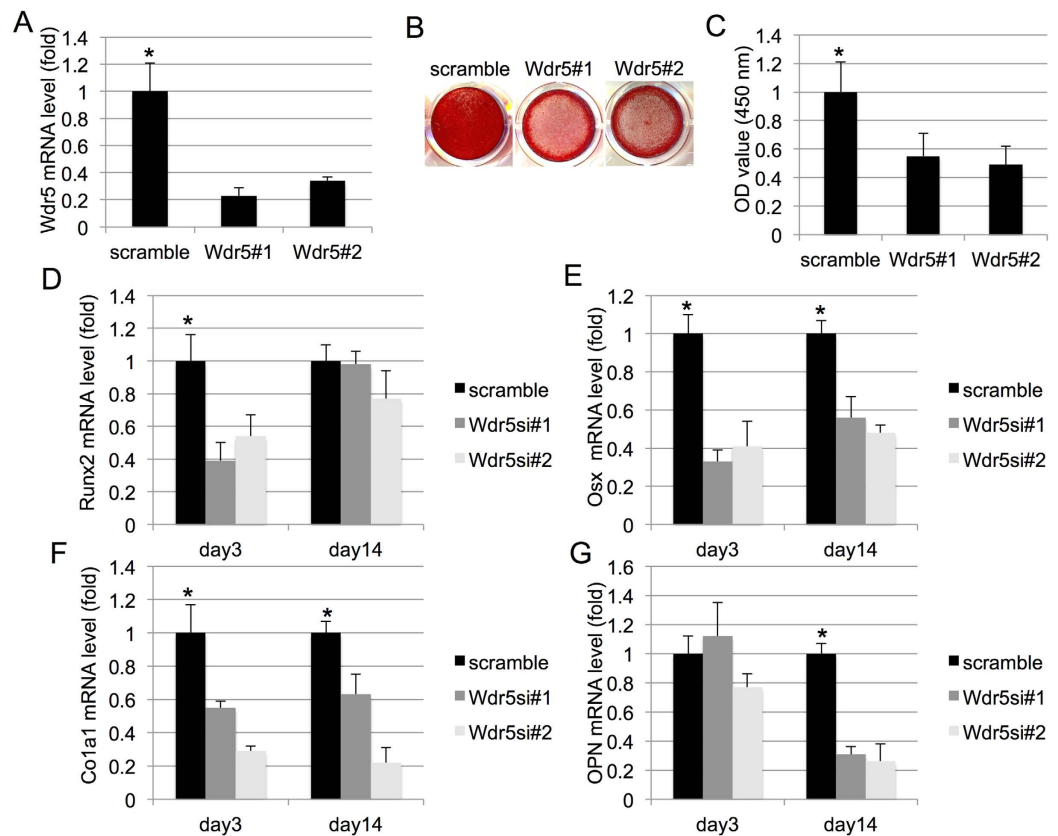 A
Wdr5 mRNA level (fold)
1.4
1.2
1
0.8
0.6
0.4
0.2
0
*
scramble Wdr5#1 Wdr5#2
B
scramble Wdr5#1 Wdr5#2
C
OD value (450 nm)
1.4
1.2
1
0.8
0.6
0.4
0.2
0
*
scramble Wdr5#1 Wdr5#2
D
Runx2 mRNA level (fold)
1.4
1.2
1
0.8
0.6
0.4
0.2
0
*
day3 day14
scramble
Wdr5si#1
Wdr5si#2
E
Osx mRNA level (fold)
1.4
1.2
1
0.8
0.6
0.4
0.2
0
* *
day3 day14
scramble
Wdr5si#1
Wdr5si#2
F
Co1a1 mRNA level (fold)
1.4
1.2
1
0.8
0.6
0.4
0.2
0
* *
day3 day14
scramble
Wdr5si#1
Wdr5si#2
G
OPN mRNA level (fold)
1.6
1.4
1.2
1
0.8
0.6
0.4
0.2
0
*
day3 day14
scramble
Wdr5si#1
Wdr5si#2